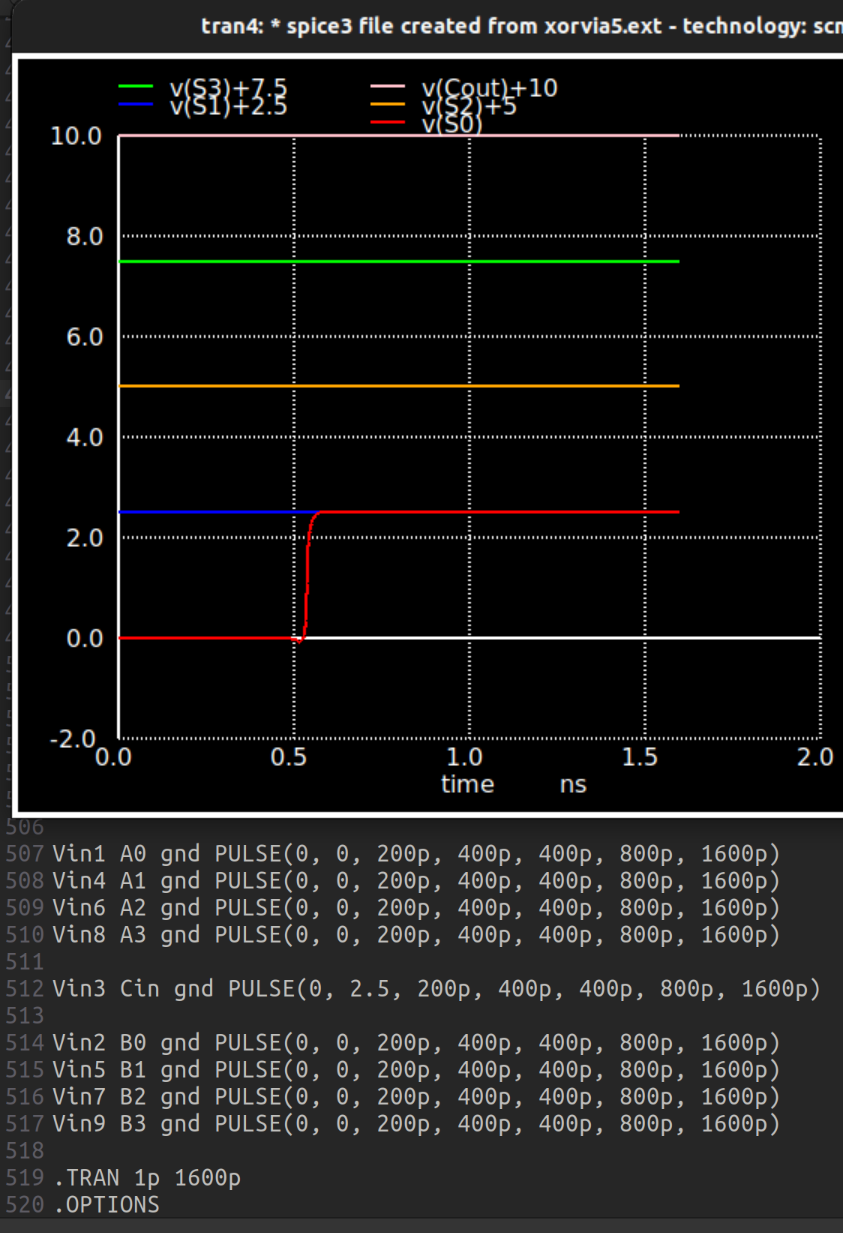 tran4: * spice3 file created from xorvia5.ext - technology: scm
v(S3)+7.5 v(Cout)+10
v(S1)+2.5 v(S2)+5
v(S0)
10.0
8.0
6.0
4.0
2.0
0.0
-2.0
0.0 0.5 1.0 1.5 2.0
time ns
506
507 Vin1 A0 gnd PULSE(0, 0, 200p, 400p, 400p, 800p, 1600p)
508 Vin4 A1 gnd PULSE(0, 0, 200p, 400p, 400p, 800p, 1600p)
509 Vin6 A2 gnd PULSE(0, 0, 200p, 400p, 400p, 800p, 1600p)
510 Vin8 A3 gnd PULSE(0, 0, 200p, 400p, 400p, 800p, 1600p)
511
512 Vin3 Cin gnd PULSE(0, 2.5, 200p, 400p, 400p, 800p, 1600p)
513
514 Vin2 B0 gnd PULSE(0, 0, 200p, 400p, 400p, 800p, 1600p)
515 Vin5 B1 gnd PULSE(0, 0, 200p, 400p, 400p, 800p, 1600p)
516 Vin7 B2 gnd PULSE(0, 0, 200p, 400p, 400p, 800p, 1600p)
517 Vin9 B3 gnd PULSE(0, 0, 200p, 400p, 400p, 800p, 1600p)
518
519 .TRAN 1p 1600p
520 .OPTIONS